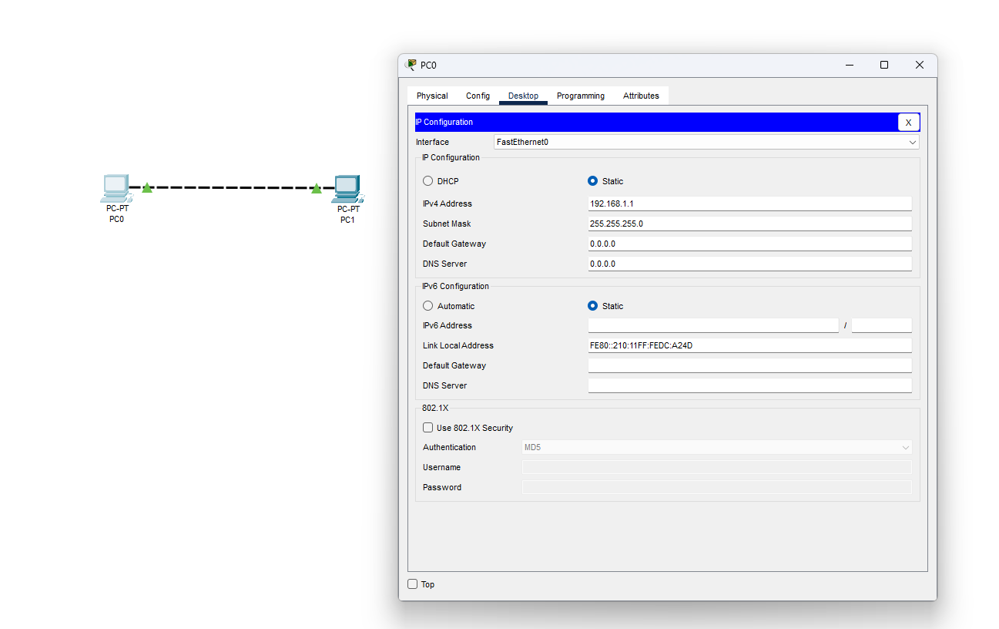 PC0
Physical Config Desktop Programming Attributes
IP Configuration X
Interface FastEthernet0
IP Configuration
DHCP Static
IPv4 Address 192.168.1.1
Subnet Mask 255.255.255.0
Default Gateway 0.0.0.0
DNS Server 0.0.0.0
IPv6 Configuration
Automatic Static
IPv6 Address /
Link Local Address FE80::210:11FF:FEDC:A24D
Default Gateway
DNS Server
802.1X
Use 802.1X Security
Authentication MD5
Username
Password
Top
PC-PT
PC0
PC-PT
PC1